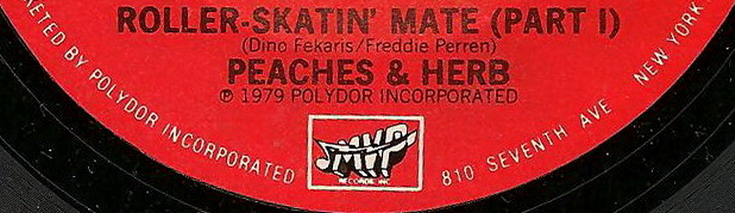 ROLLER-SKATIN' MATE (PART I)
(Dino Fekaris/Freddie Perren)
PEACHES & HERB
℗ 1979 POLYDOR INCORPORATED
KETED BY POLYDOR INCORPORATED
MVP
RECORDS, INC.
810 SEVENTH AVE
NEW YORK